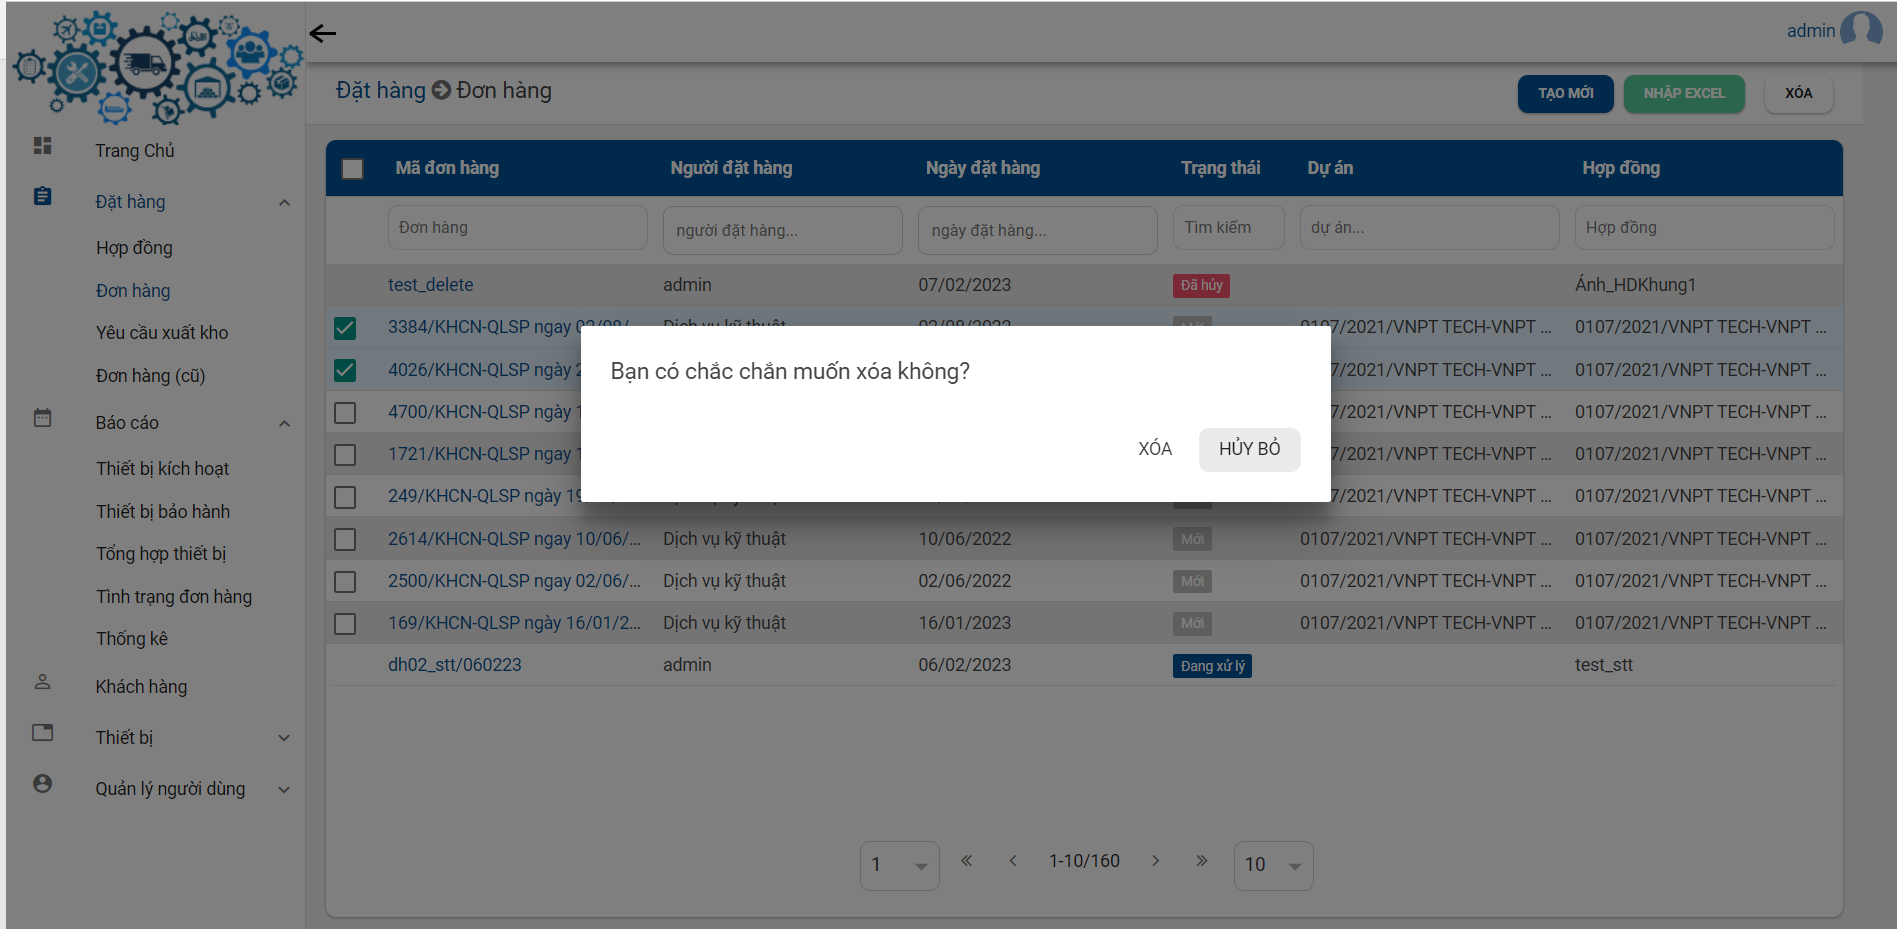 admin
Đặt hàng Đơn hàng
TẠO MỚI
NHẬP EXCEL
XÓA
Trang Chủ
Đặt hàng
Hợp đồng
Đơn hàng
Yêu cầu xuất kho
Đơn hàng (cũ)
Báo cáo
Thiết bị kích hoạt
Thiết bị bảo hành
Tổng hợp thiết bị
Tình trạng đơn hàng
Thống kê
Khách hàng
Thiết bị
Quản lý người dùng
Mã đơn hàng Người đặt hàng Ngày đặt hàng Trạng thái Dự án Hợp đồng
Đơn hàng người đặt hàng... ngày đặt hàng... Tìm kiếm dự án... Hợp đồng
test_delete admin 07/02/2023 Đã hủy Ánh_HDKhung1
3384/KHCN-QLSP ngay 02/08/ Dịch vụ kỹ thuật 02/08/2022 0107/2021/VNPT TECH-VNPT ... 0107/2021/VNPT TECH-VNPT ...
4026/KHCN-QLSP ngày 2 0107/2021/VNPT TECH-VNPT ... 0107/2021/VNPT TECH-VNPT ...
4700/KHCN-QLSP ngày 1 7/2021/VNPT TECH-VNPT ... 0107/2021/VNPT TECH-VNPT ...
1721/KHCN-QLSP ngay 1 7/2021/VNPT TECH-VNPT ... 0107/2021/VNPT TECH-VNPT ...
249/KHCN-QLSP ngày 19 7/2021/VNPT TECH-VNPT ... 0107/2021/VNPT TECH-VNPT ...
2614/KHCN-QLSP ngay 10/06/... Dịch vụ kỹ thuật 10/06/2022 Mới 0107/2021/VNPT TECH-VNPT ... 0107/2021/VNPT TECH-VNPT ...
2500/KHCN-QLSP ngay 02/06/... Dịch vụ kỹ thuật 02/06/2022 Mới 0107/2021/VNPT TECH-VNPT ... 0107/2021/VNPT TECH-VNPT ...
169/KHCN-QLSP ngày 16/01/2... Dịch vụ kỹ thuật 16/01/2023 Mới 0107/2021/VNPT TECH-VNPT ... 0107/2021/VNPT TECH-VNPT ...
dh02_stt/060223 admin 06/02/2023 Đang xử lý test_stt
Bạn có chắc chắn muốn xóa không?
XÓA HỦY BỎ
1 1-10/160 10